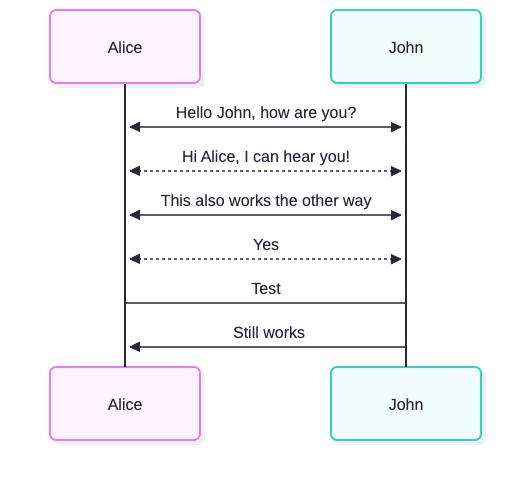 Alice
John
Hello John, how are you?
Hi Alice, I can hear you!
This also works the other way
Yes
Test
Still works
Alice
John